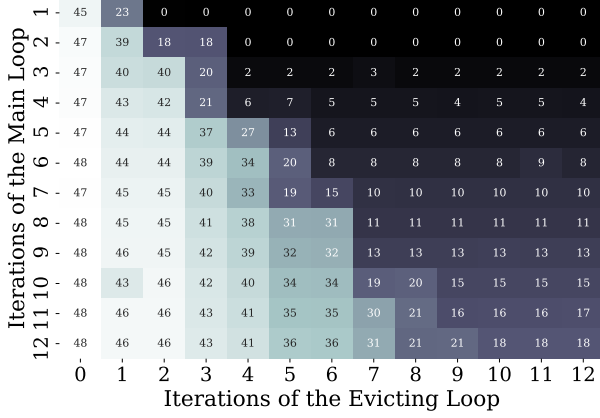 Iterations of the Main Loop
1 45 23 0 0 0 0 0 0 0 0 0 0 0
2 47 39 18 18 0 0 0 0 0 0 0 0 0
3 47 40 40 20 2 2 2 3 2 2 2 2 2
4 47 43 42 21 6 7 5 5 5 4 5 5 4
5 47 44 44 37 27 13 6 6 6 6 6 6 6
6 48 44 44 39 34 20 8 8 8 8 8 9 8
7 47 45 45 40 33 19 15 10 10 10 10 10 10
8 48 45 45 41 38 31 31 11 11 11 11 11 11
9 48 46 45 42 39 32 32 13 13 13 13 13 13
10 48 43 46 42 40 34 34 19 20 15 15 15 15
11 48 46 46 43 41 35 35 30 21 16 16 16 17
12 48 46 46 43 41 36 36 31 21 21 18 18 18
0 1 2 3 4 5 6 7 8 9 10 11 12
Iterations of the Evicting Loop